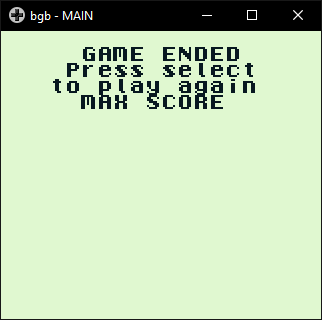 bgb - MAIN
GAME ENDED
Press select
to play again
MAX SCORE